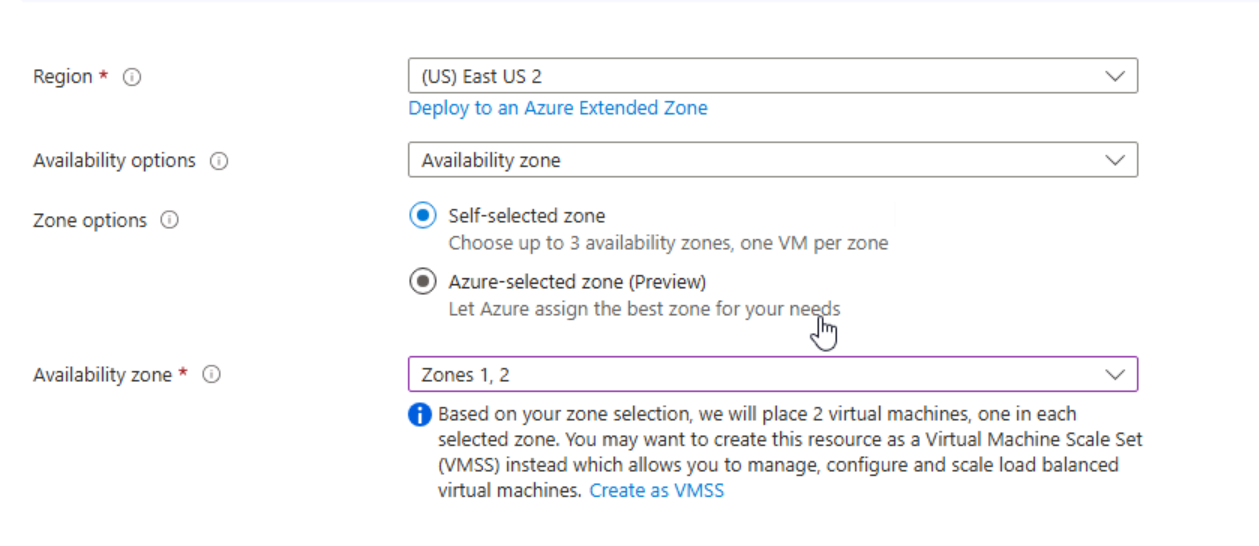 Region *
(US) East US 2
Deploy to an Azure Extended Zone
Availability options
Availability zone
Zone options
Self-selected zone
Choose up to 3 availability zones, one VM per zone
Azure-selected zone (Preview)
Let Azure assign the best zone for your needs
Availability zone *
Zones 1, 2
Based on your zone selection, we will place 2 virtual machines, one in each
selected zone. You may want to create this resource as a Virtual Machine Scale Set
(VMSS) instead which allows you to manage, configure and scale load balanced
virtual machines. Create as VMSS